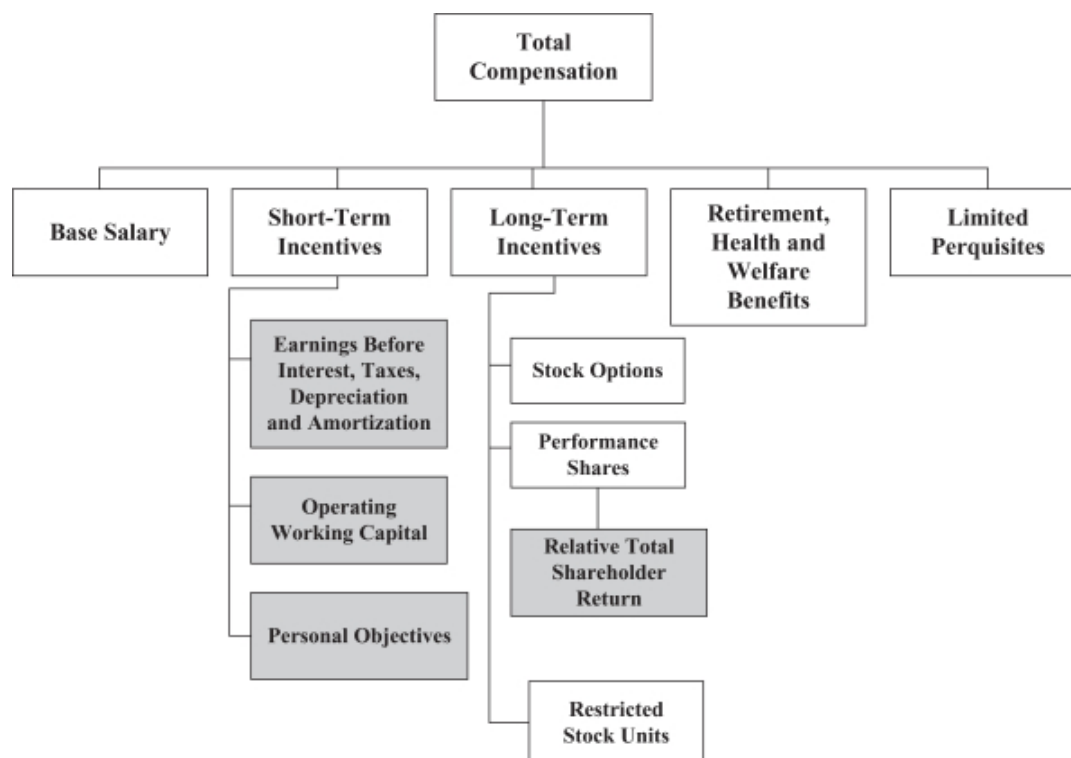 Total
Compensation
Base Salary
Short-Term
Incentives
Long-Term
Incentives
Retirement,
Health and
Welfare
Benefits
Limited
Perquisites
Earnings Before
Interest, Taxes,
Depreciation
and Amortization
Operating
Working Capital
Personal Objectives
Stock Options
Performance
Shares
Relative Total
Shareholder
Return
Restricted
Stock Units